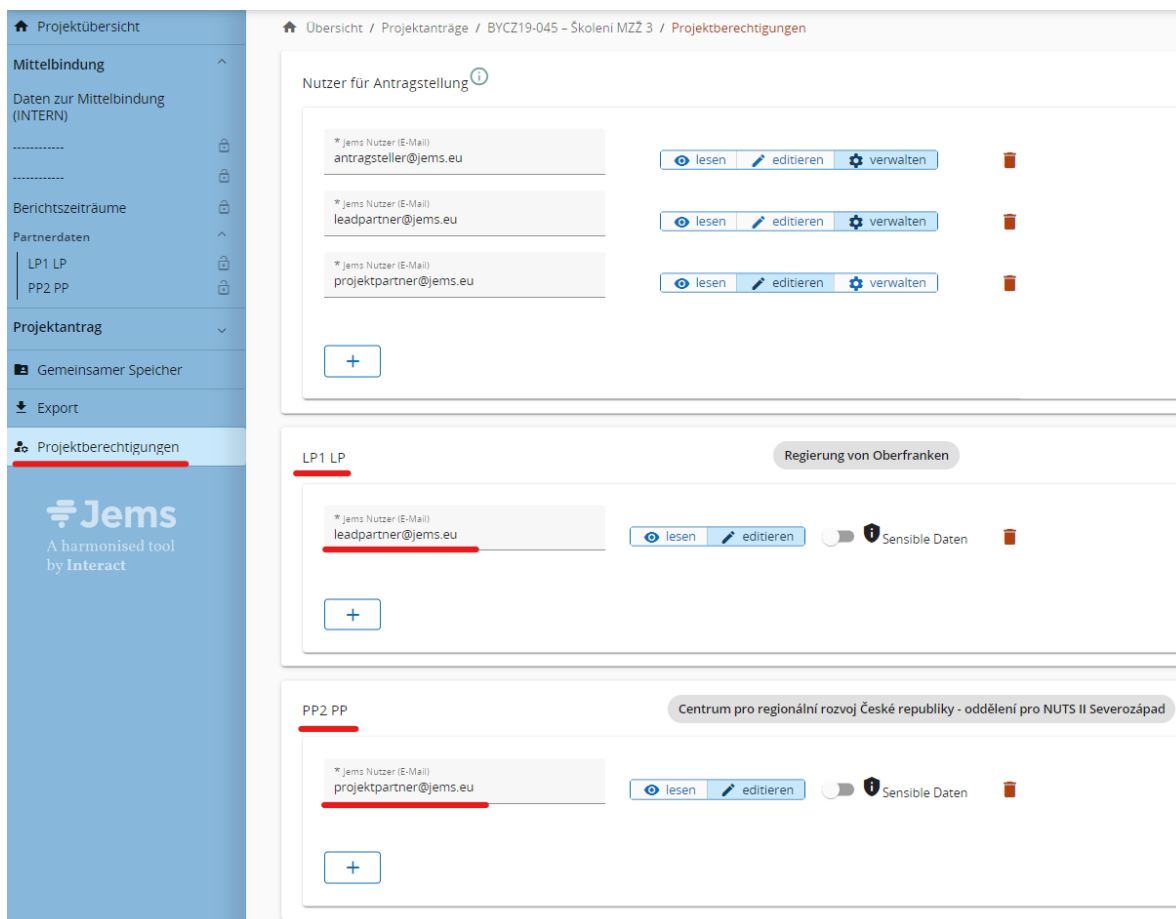 Projektübersicht
Mittelbindung
Daten zur Mittelbindung
(INTERN)
------------
------------
Berichtszeiträume
Partnerdaten
LP1 LP
PP2 PP
Projektantrag
Gemeinsamer Speicher
Export
Projektberechtigungen
Jems
A harmonised tool
by Interact
Übersicht / Projektanträge / BYCZ19-045 – Školení MZŽ 3 / Projektberechtigungen
Nutzer für Antragstellung
* Jems Nutzer (E-Mail)
antragsteller@jems.eu lesen editieren verwalten
* Jems Nutzer (E-Mail)
leadpartner@jems.eu lesen editieren verwalten
* Jems Nutzer (E-Mail)
projektpartner@jems.eu lesen editieren verwalten
+
LP1 LP Regierung von Oberfranken
* Jems Nutzer (E-Mail)
leadpartner@jems.eu lesen editieren Sensible Daten
+
PP2 PP Centrum pro regionální rozvoj České republiky - oddělení pro NUTS II Severozápad
* Jems Nutzer (E-Mail)
projektpartner@jems.eu lesen editieren Sensible Daten
+